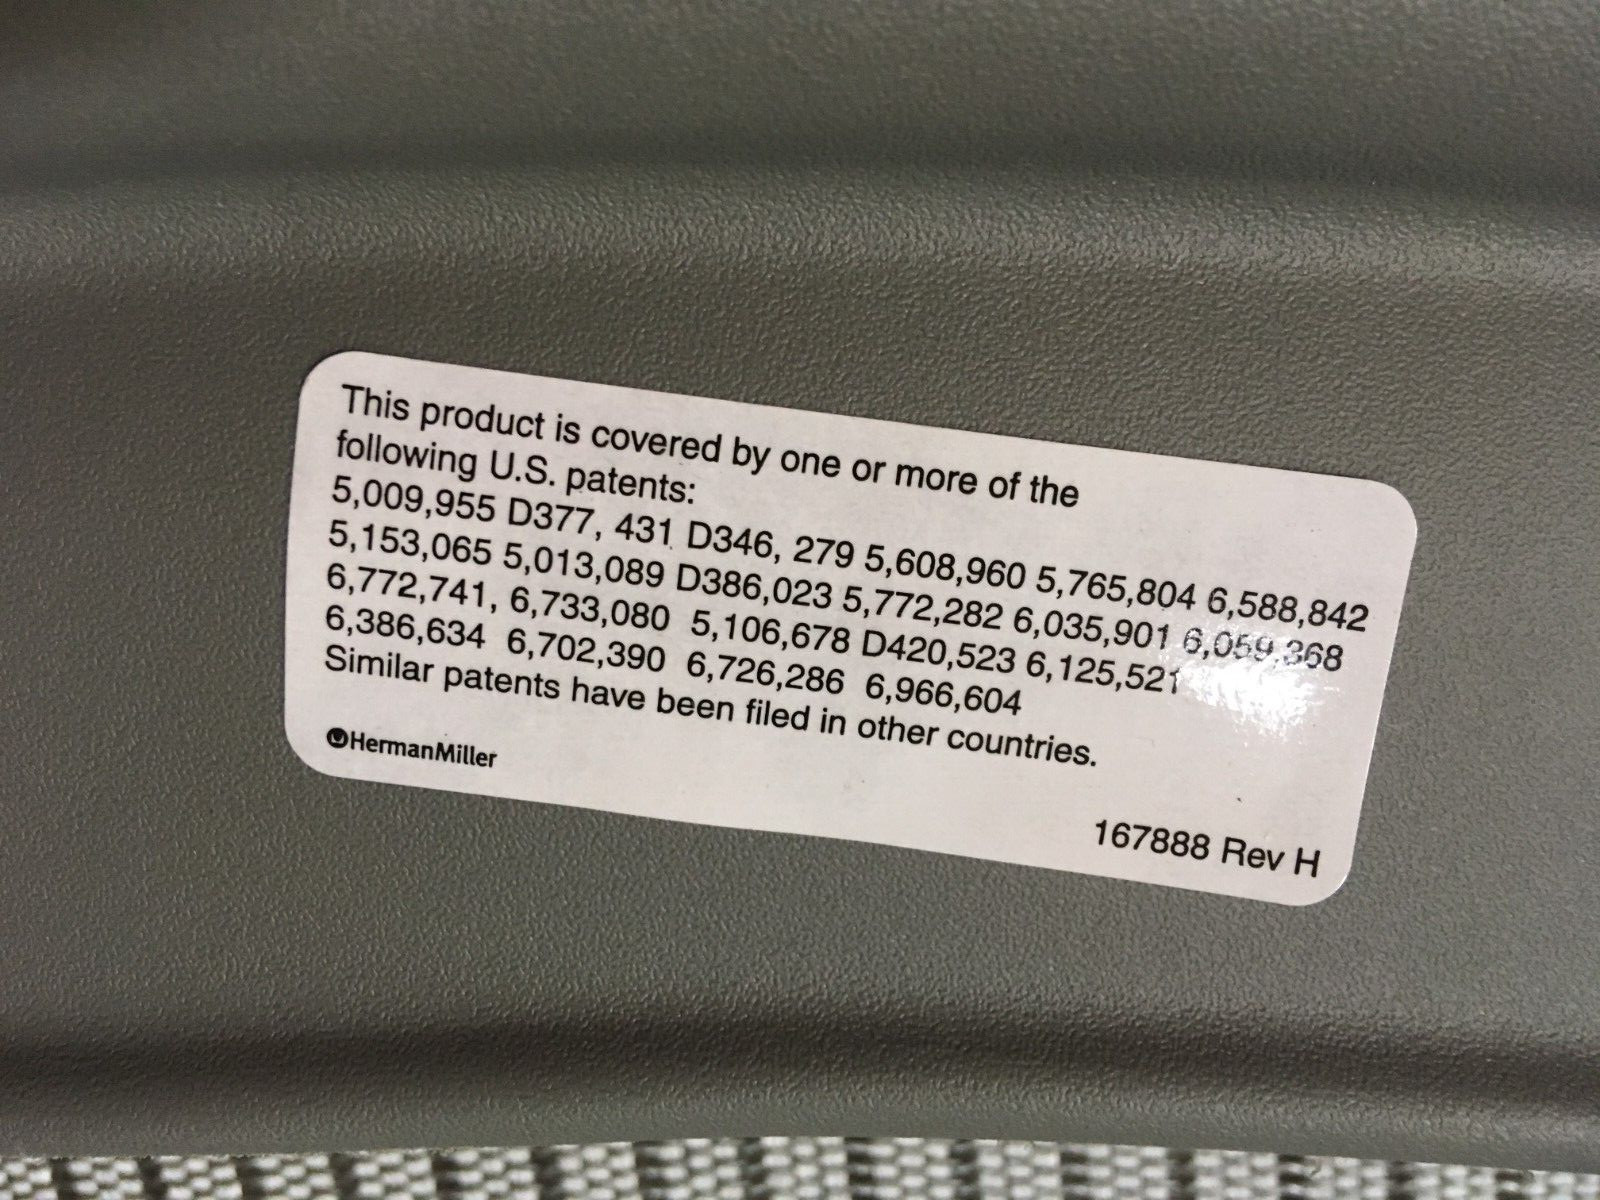 This product is covered by one or more of the
following U.S. patents:
5,009,955 D377, 431 D346, 279 5,608,960 5,765,804 6,588,842
5,153,065 5,013,089 D386,023 5,772,282 6,035,901 6,059,368
6,772,741, 6,733,080 5,106,678 D420,523 6,125,521
6,386,634 6,702,390 6,726,286 6,966,604
Similar patents have been filed in other countries.
HermanMiller
167888 Rev H